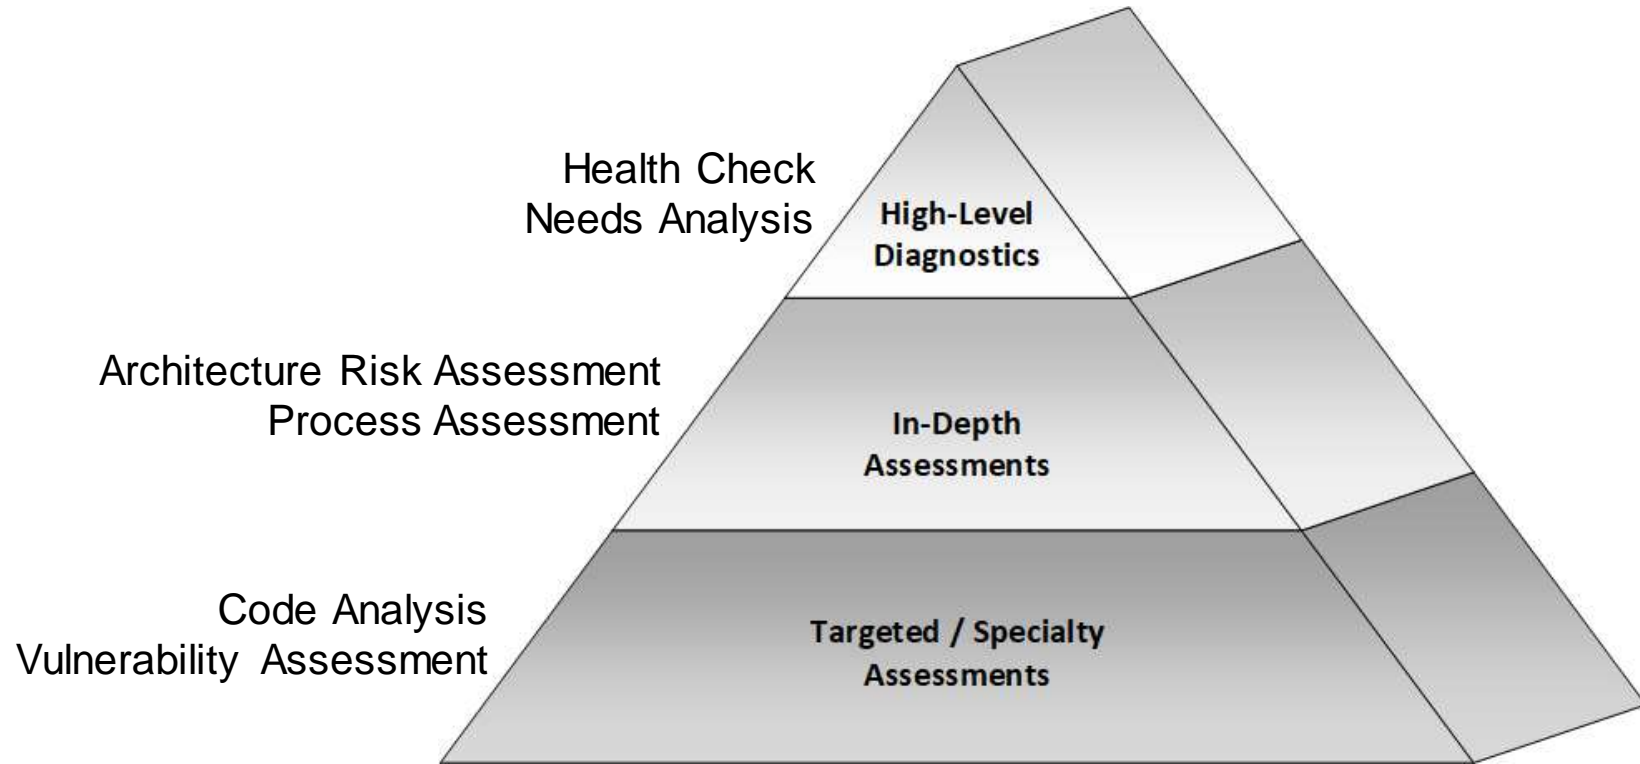 Health Check
Needs Analysis
High-Level
Diagnostics
Architecture Risk Assessment
Process Assessment
In-Depth
Assessments
Code Analysis
Vulnerability Assessment
Targeted / Specialty
Assessments